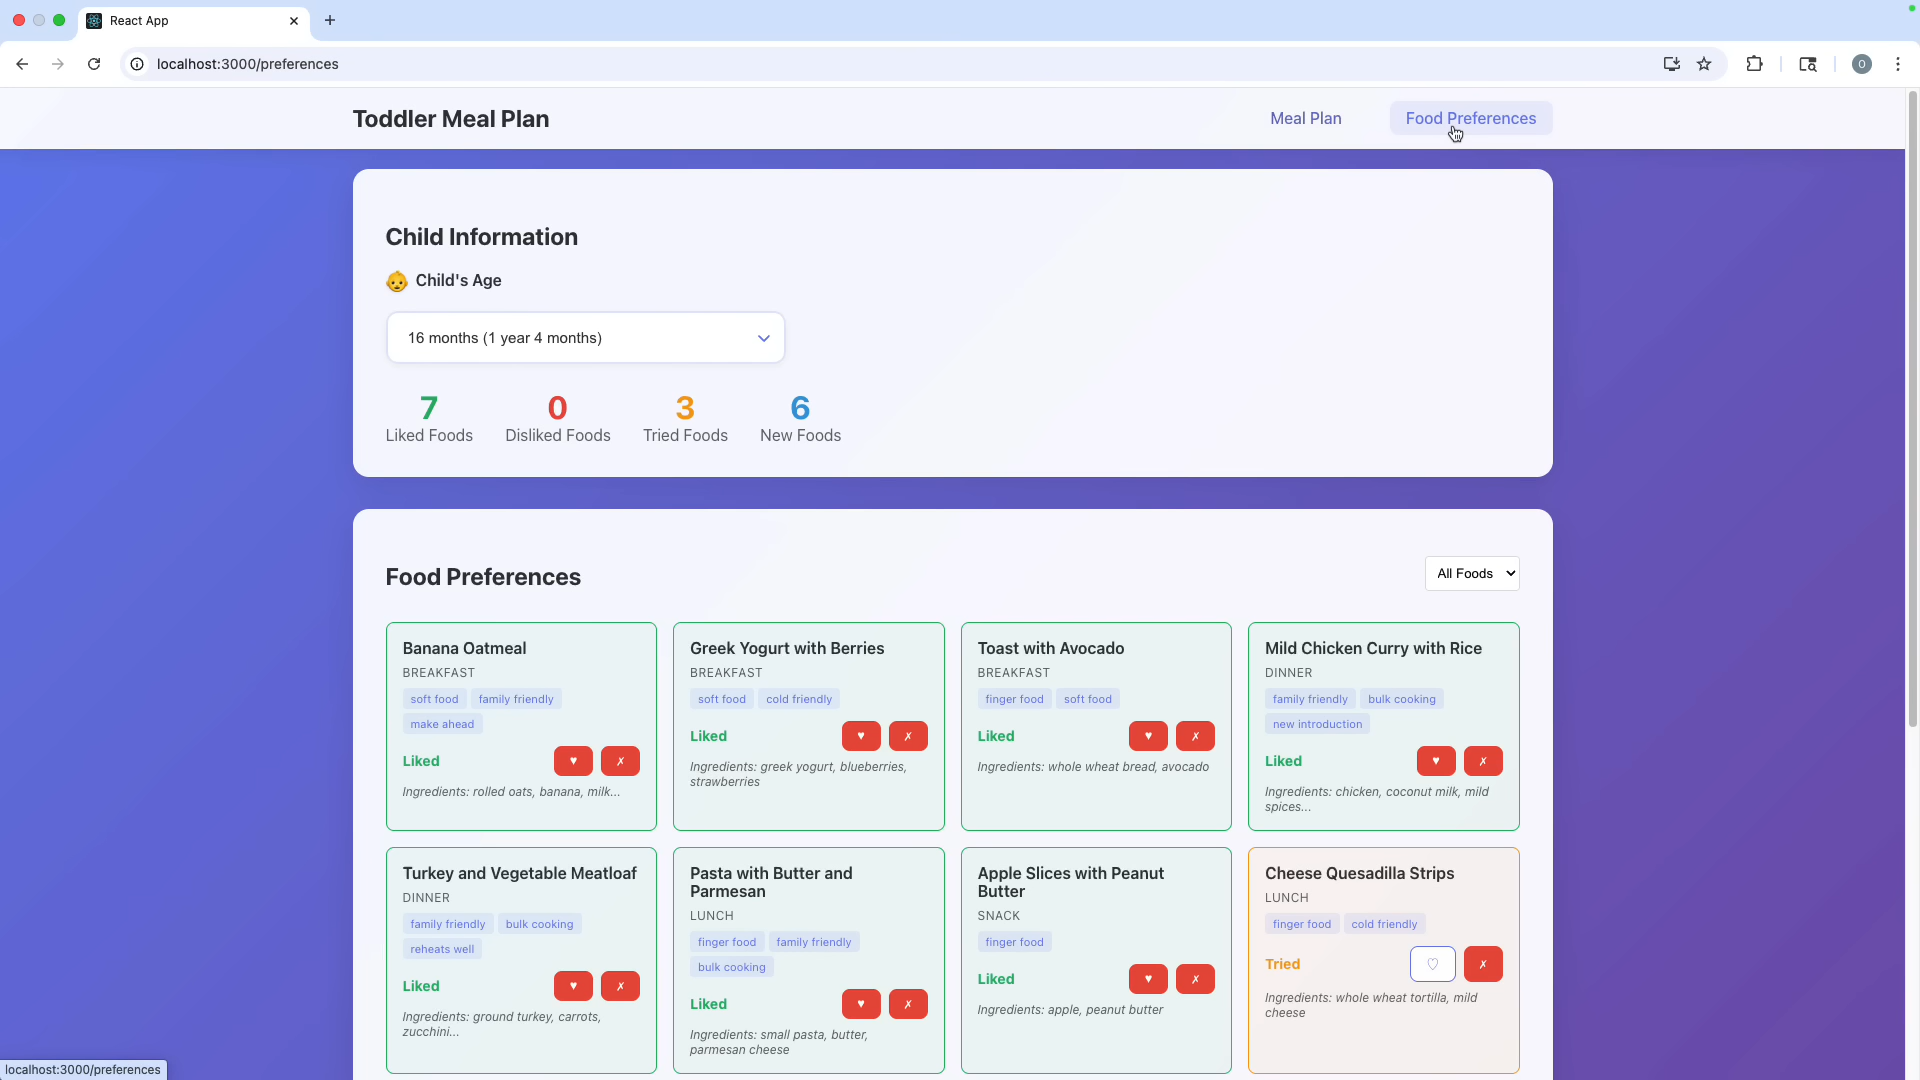 React App
localhost:3000/preferences
O
Toddler Meal Plan
Meal Plan
Food Preferences
Child Information
Child's Age
16 months (1 year 4 months)
7
0
3
6
Liked Foods
Disliked Foods
Tried Foods
New Foods
Food Preferences
All Foods
Banana Oatmeal
BREAKFAST
soft food
family friendly
make ahead
Liked
Ingredients: rolled oats, banana, milk...
Greek Yogurt with Berries
BREAKFAST
soft food
cold friendly
Liked
Ingredients: greek yogurt, blueberries,
strawberries
Toast with Avocado
BREAKFAST
finger food
soft food
Liked
Ingredients: whole wheat bread, avocado
Mild Chicken Curry with Rice
DINNER
family friendly
bulk cooking
new introduction
Liked
Ingredients: chicken, coconut milk, mild
spices...
Turkey and Vegetable Meatloaf
DINNER
family friendly
bulk cooking
reheats well
Liked
Ingredients: ground turkey, carrots,
zucchini...
Pasta with Butter and
Parmesan
LUNCH
finger food
family friendly
bulk cooking
Liked
Ingredients: small pasta, butter,
parmesan cheese
Apple Slices with Peanut
Butter
SNACK
finger food
Liked
Ingredients: apple, peanut butter
Cheese Quesadilla Strips
LUNCH
finger food
cold friendly
Tried
Ingredients: whole wheat tortilla, mild
cheese
localhost:3000/preferences